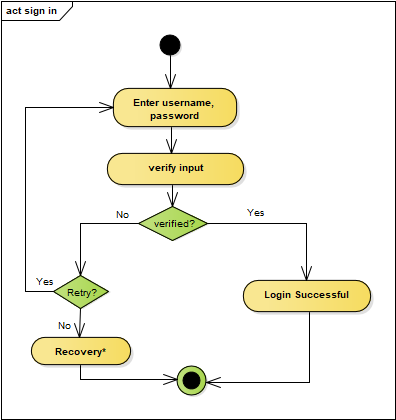 act sign in
Enter username,
password
verify input
No
verified?
Yes
Yes
Retry?
Login Successful
No
Recovery*